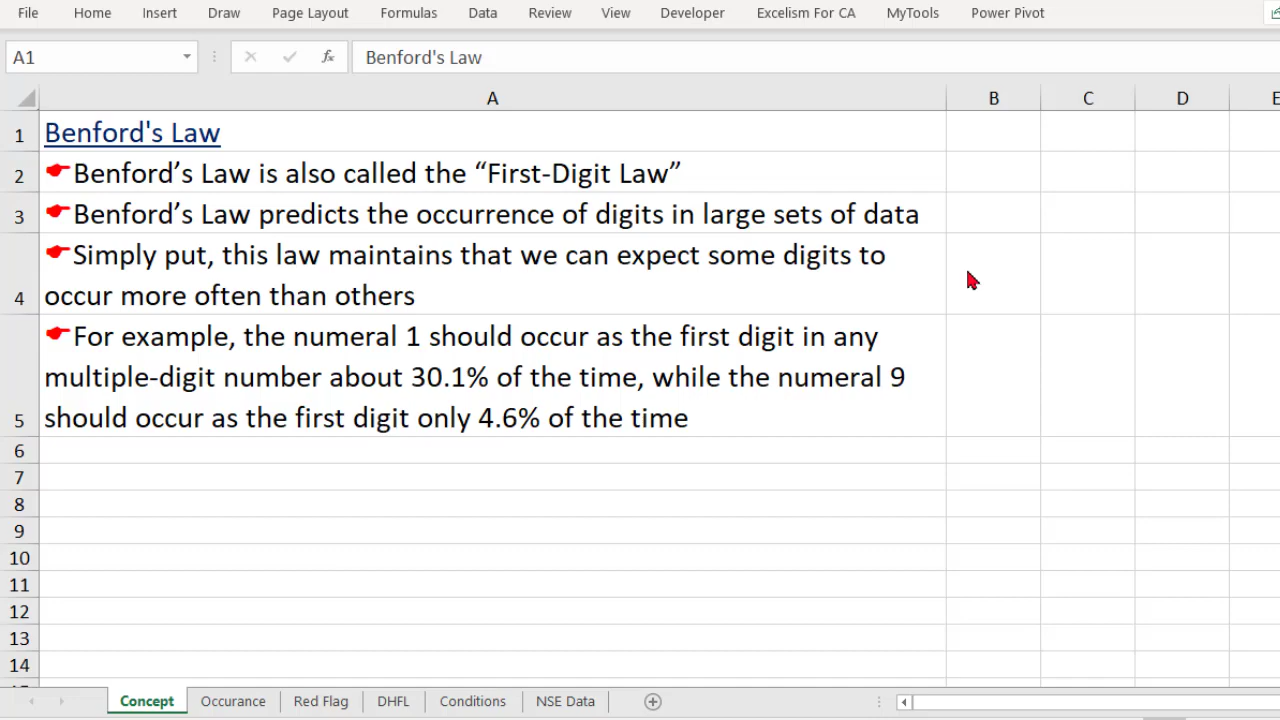 File Home Insert Draw Page Layout Formulas Data Review View Developer Excelism For CA MyTools Power Pivot
A1 fx Benford's Law
A B C D E
1 Benford's Law
2 Benford’s Law is also called the “First-Digit Law”
3 Benford’s Law predicts the occurrence of digits in large sets of data
Simply put, this law maintains that we can expect some digits to
4 occur more often than others
For example, the numeral 1 should occur as the first digit in any
multiple-digit number about 30.1% of the time, while the numeral 9
5 should occur as the first digit only 4.6% of the time
6
7
8
9
10
11
12
13
14
Concept Occurance Red Flag DHFL Conditions NSE Data